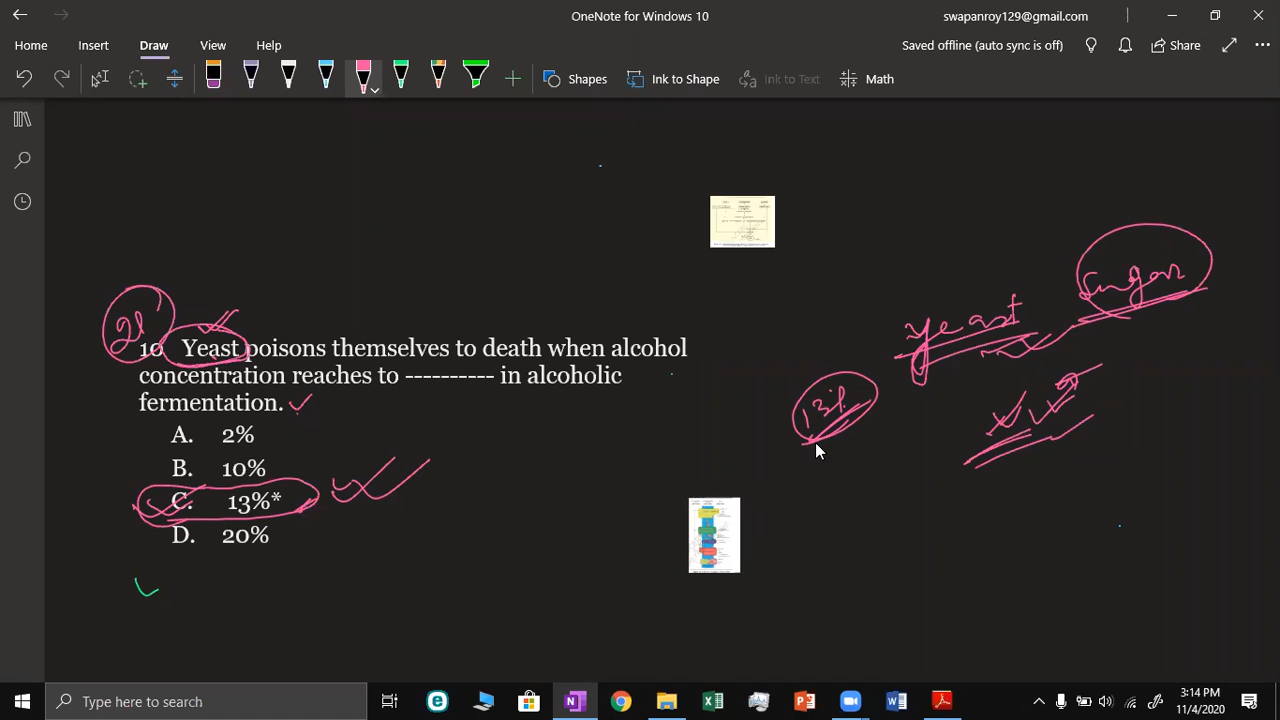 OneNote for Windows 10
swapanroy129@gmail.com
Home Insert Draw View Help
Saved offline (auto sync is off)
Share
Shapes
Ink to Shape
Ink to Text
Math
Sugar
yeast
10 Yeast poisons themselves to death when alcohol
concentration reaches to ---------- in alcoholic
fermentation.
13%
A. 2%
B. 10%
C. 13%*
D. 20%
Type here to search
3:14 PM
11/4/2020